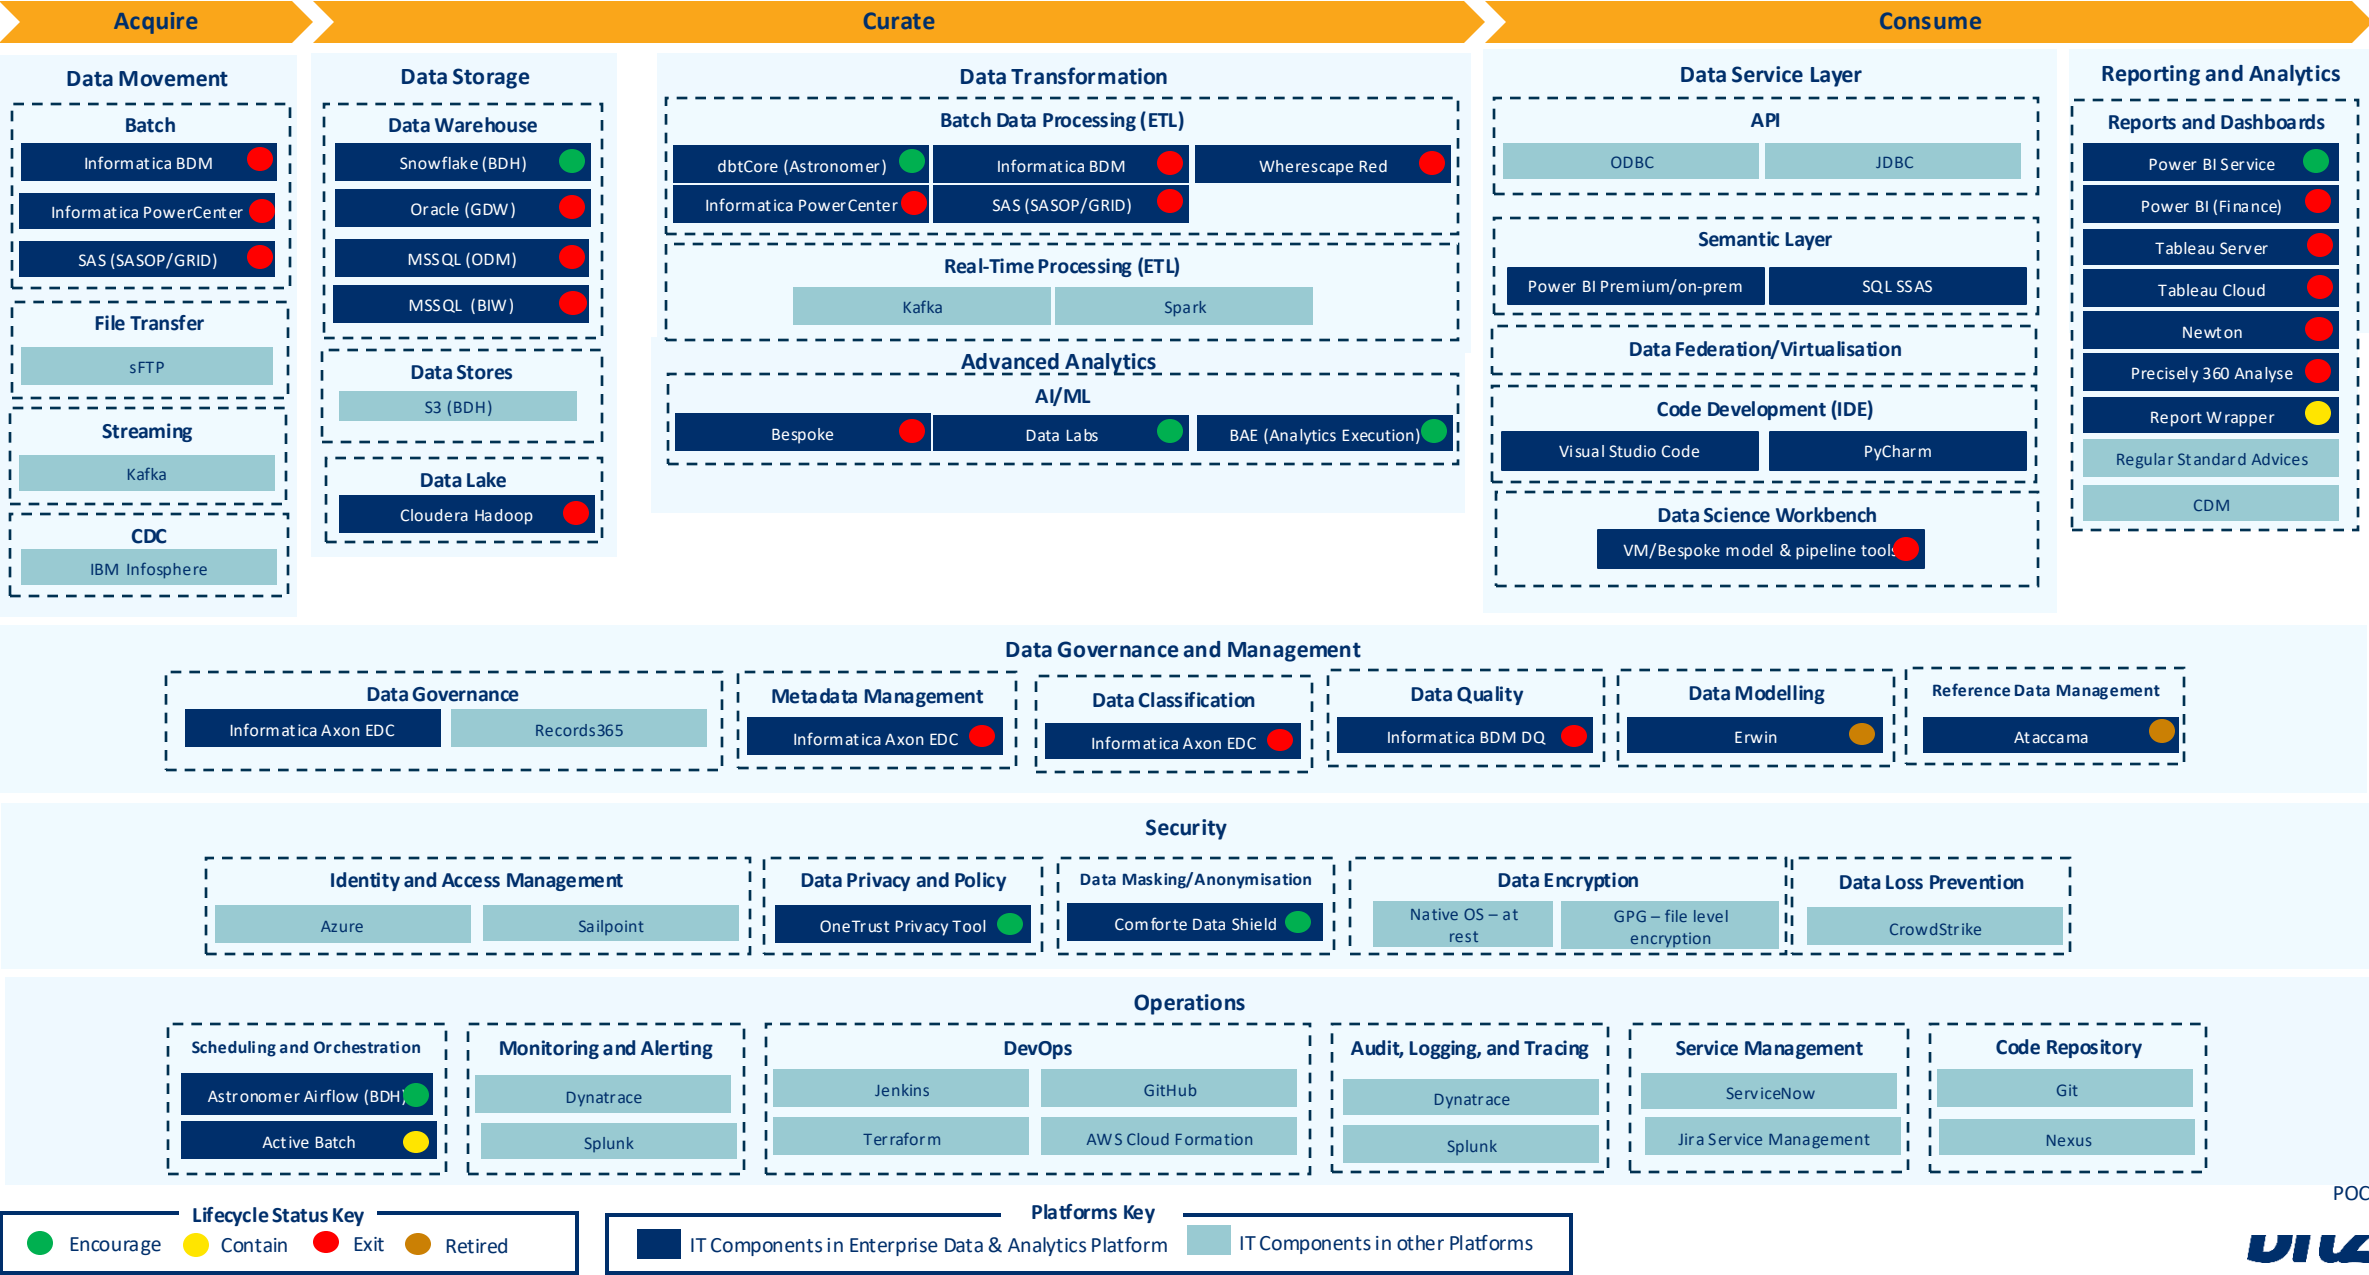 Acquire
Curate
Consume
Data Movement
Batch
Informatica BDM
Informatica PowerCenter
SAS (SASOP/GRID)
File Transfer
sFTP
Streaming
Kafka
CDC
IBM Infosphere
Data Storage
Data Warehouse
Snowflake (BDH)
Oracle (GDW)
MSSQL (ODM)
MSSQL (BIW)
Data Stores
S3 (BDH)
Data Lake
Cloudera Hadoop
Data Transformation
Batch Data Processing (ETL)
dbtCore (Astronomer)
Informatica BDM
Wherescape Red
Informatica PowerCenter
SAS (SASOP/GRID)
Real-Time Processing (ETL)
Kafka
Spark
Advanced Analytics
AI/ML
Bespoke
Data Labs
BAE (Analytics Execution)
Data Service Layer
API
ODBC
JDBC
Semantic Layer
Power BI Premium/on-prem
SQL SSAS
Data Federation/Virtualisation
Code Development (IDE)
Visual Studio Code
PyCharm
Data Science Workbench
VM/Bespoke model & pipeline tools
Reporting and Analytics
Reports and Dashboards
Power BI Service
Power BI (Finance)
Tableau Server
Tableau Cloud
Newton
Precisely 360 Analyse
Report Wrapper
Regular Standard Advices
CDM
Data Governance and Management
Data Governance
Informatica Axon EDC
Records365
Metadata Management
Informatica Axon EDC
Data Classification
Informatica Axon EDC
Data Quality
Informatica BDM DQ
Data Modelling
Erwin
Reference Data Management
Ataccama
Security
Identity and Access Management
Azure
Sailpoint
Data Privacy and Policy
OneTrust Privacy Tool
Data Masking/Anonymisation
Comforte Data Shield
Data Encryption
Native OS – at
rest
GPG – file level
encryption
Data Loss Prevention
CrowdStrike
Operations
Scheduling and Orchestration
Astronomer Airflow (BDH)
Active Batch
Monitoring and Alerting
Dynatrace
Splunk
DevOps
Jenkins
GitHub
Terraform
AWS Cloud Formation
Audit, Logging, and Tracing
Dynatrace
Splunk
Service Management
ServiceNow
Jira Service Management
Code Repository
Git
Nexus
POC
Lifecycle Status Key
Encourage
Contain
Exit
Retired
Platforms Key
IT Components in Enterprise Data & Analytics Platform
IT Components in other Platforms